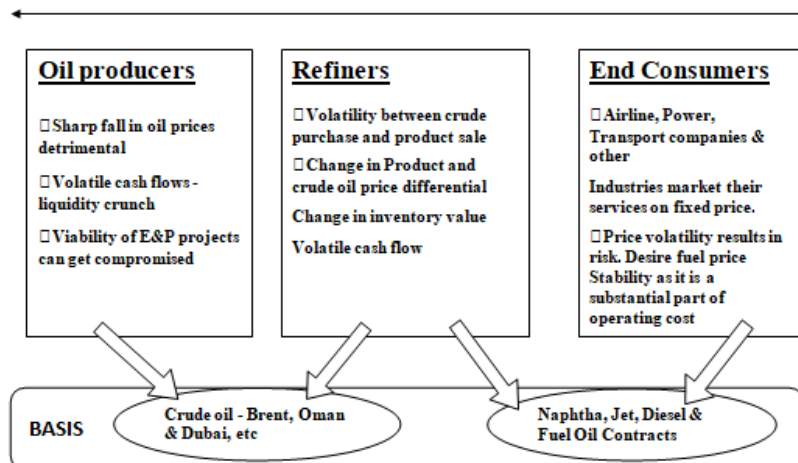 Oil producers
□Sharp fall in oil prices
detrimental
□Volatile cash flows -
liquidity crunch
□Viability of E&P projects
can get compromised
Refiners
□Volatility between crude
purchase and product sale
□Change in Product and
crude oil price differential
Change in inventory value
Volatile cash flow
End Consumers
□Airline, Power,
Transport companies &
other
Industries market their
services on fixed price.
□Price volatility results in
risk. Desire fuel price
Stability as it is a
substantial part of
operating cost
BASIS
Crude oil - Brent, Oman
& Dubai, etc
Naphtha, Jet, Diesel &
Fuel Oil Contracts